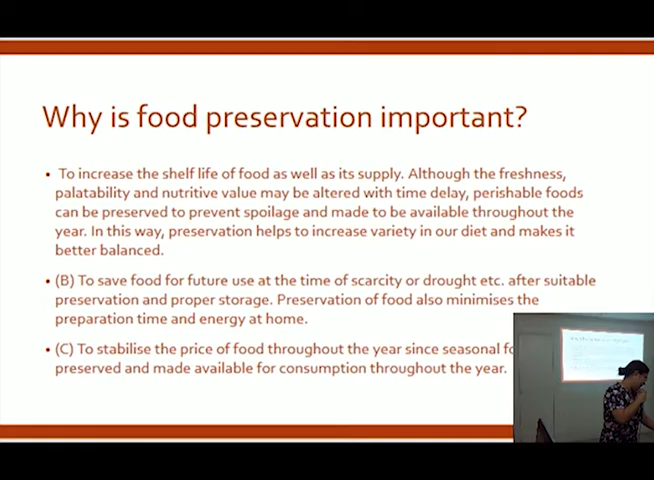 Why is food preservation important?
• To increase the shelf life of food as well as its supply. Although the freshness,
palatability and nutritive value may be altered with time delay, perishable foods
can be preserved to prevent spoilage and made to be available throughout the
year. In this way, preservation helps to increase variety in our diet and makes it
better balanced.
• (B) To save food for future use at the time of scarcity or drought etc. after suitable
preservation and proper storage. Preservation of food also minimises the
preparation time and energy at home.
• (C) To stabilise the price of food throughout the year since seasonal
preserved and made available for consumption throughout the year.